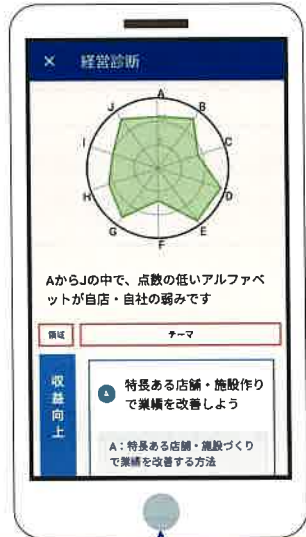 × 経営診断
A
J
B
I
C
H
D
G
E
F
AからJの中で、点数の低いアルファベ
ットが自店・自社の弱みです
領域
テーマ
収益向上
A
特長ある店舗・施設作り
で業績を改善しよう
A：特長ある店舗・施設づくり
で業績を改善する方法